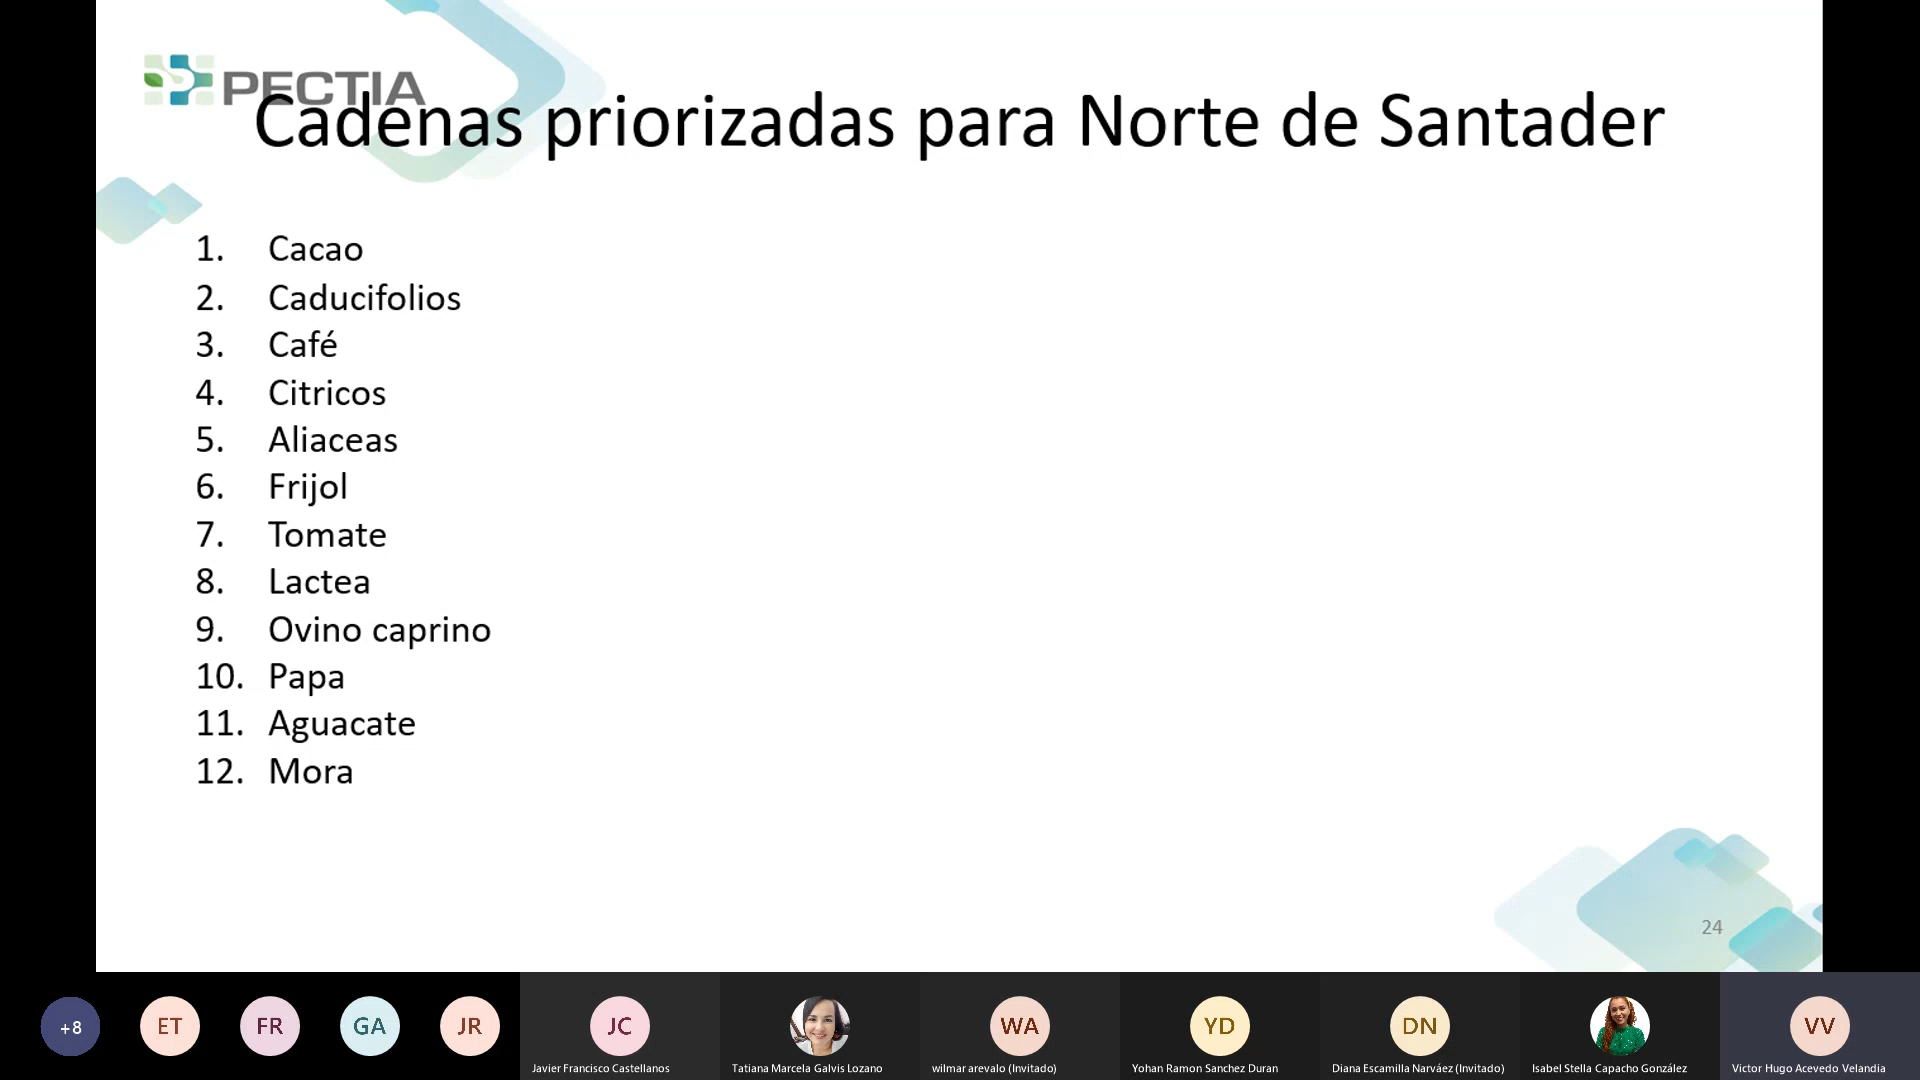 PECTIA
Cadenas priorizadas para Norte de Santader
1. Cacao
2. Caducifolios
3. Café
4. Citricos
5. Aliaceas
6. Frijol
7. Tomate
8. Lactea
9. Ovino caprino
10. Papa
11. Aguacate
12. Mora
24
+8
ET
FR
GA
JR
JC
WA
YD
DN
VV
Javier Francisco Castellanos
Tatiana Marcela Galvis Lozano
wilmar arevalo (Invitado)
Yohan Ramon Sanchez Duran
Diana Escamilla Narváez (Invitado)
Isabel Stella Capacho González
Victor Hugo Acevedo Velandia